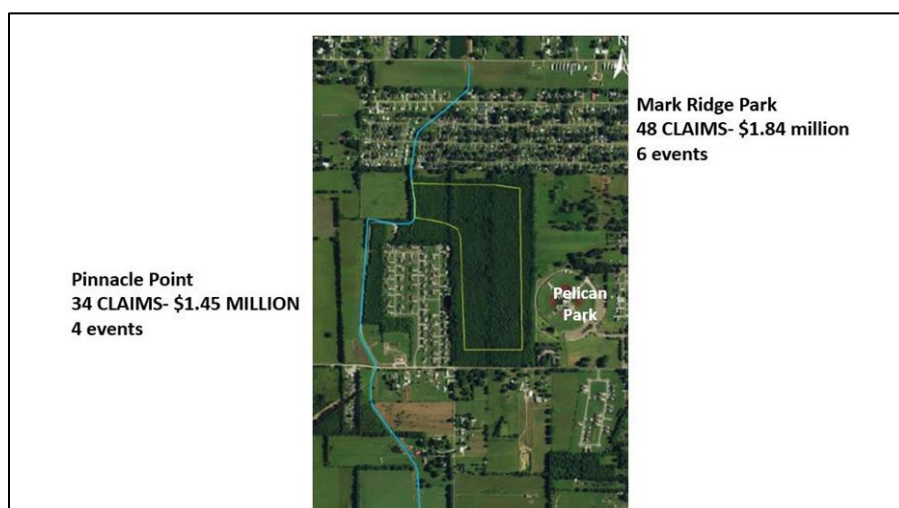 N
Mark Ridge Park
48 CLAIMS- $1.84 million
6 events
Pinnacle Point
34 CLAIMS- $1.45 MILLION
4 events
Pelican
Park